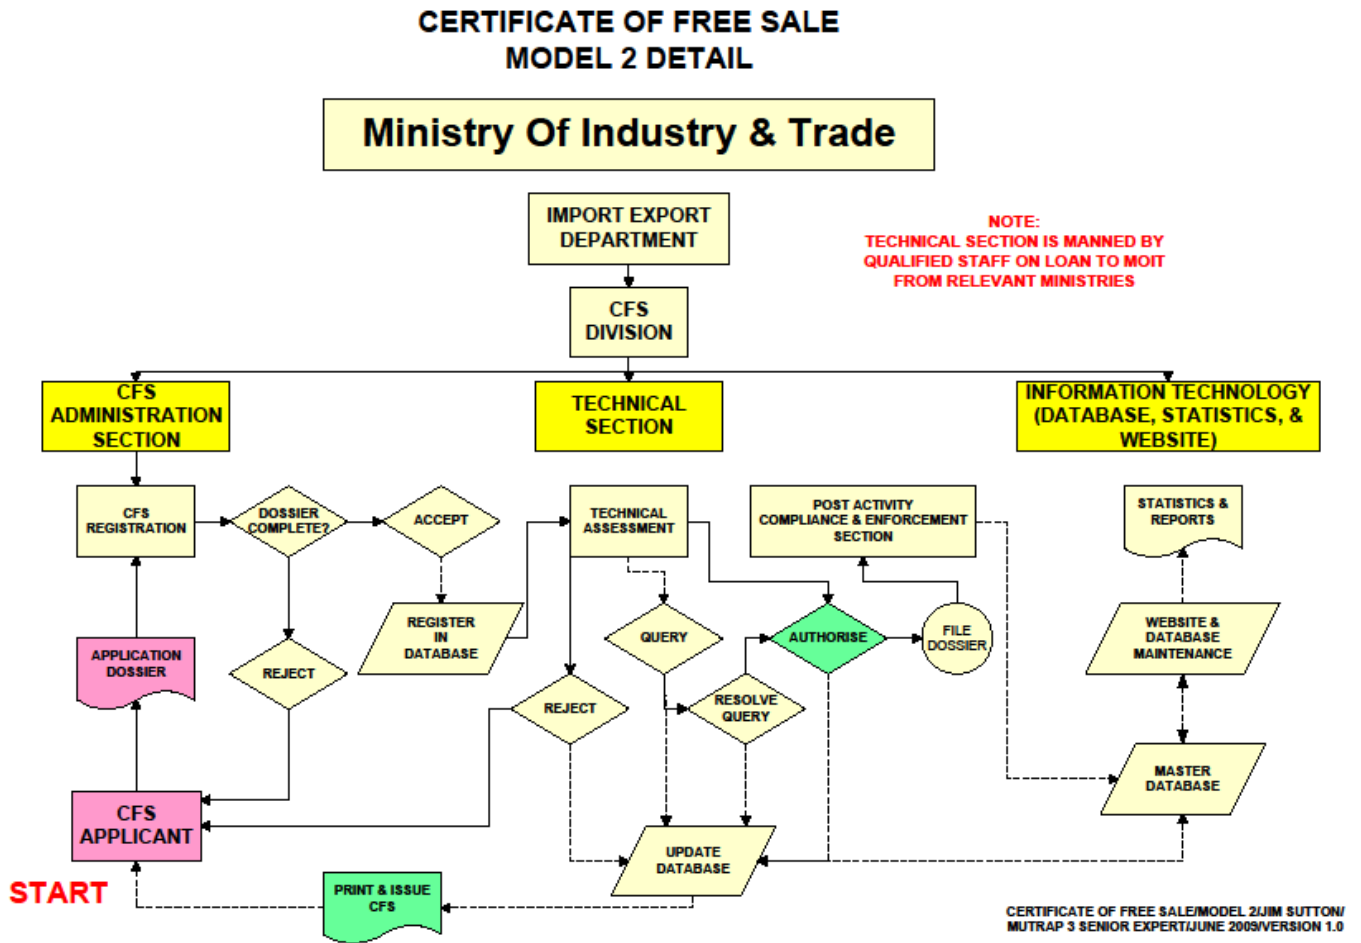 CERTIFICATE OF FREE SALE
MODEL 2 DETAIL
Ministry Of Industry & Trade
IMPORT EXPORT
DEPARTMENT
NOTE:
TECHNICAL SECTION IS MANNED BY
QUALIFIED STAFF ON LOAN TO MOIT
FROM RELEVANT MINISTRIES
CFS
DIVISION
CFS
ADMINISTRATION
SECTION
TECHNICAL
SECTION
INFORMATION TECHNOLOGY
(DATABASE, STATISTICS, &
WEBSITE)
CFS
REGISTRATION
DOSSIER
COMPLETE?
ACCEPT
TECHNICAL
ASSESSMENT
POST ACTIVITY
COMPLIANCE & ENFORCEMENT
SECTION
STATISTICS &
REPORTS
REGISTER
IN
DATABASE
QUERY
AUTHORISE
FILE
DOSSIER
WEBSITE &
DATABASE
MAINTENANCE
APPLICATION
DOSSIER
REJECT
REJECT
RESOLVE
QUERY
MASTER
DATABASE
CFS
APPLICANT
UPDATE
DATABASE
START
PRINT & ISSUE
CFS
CERTIFICATE OF FREE SALE/MODEL 2/JIM SUTTON/
MUTRAP 3 SENIOR EXPERT/JUNE 2009/VERSION 1.0